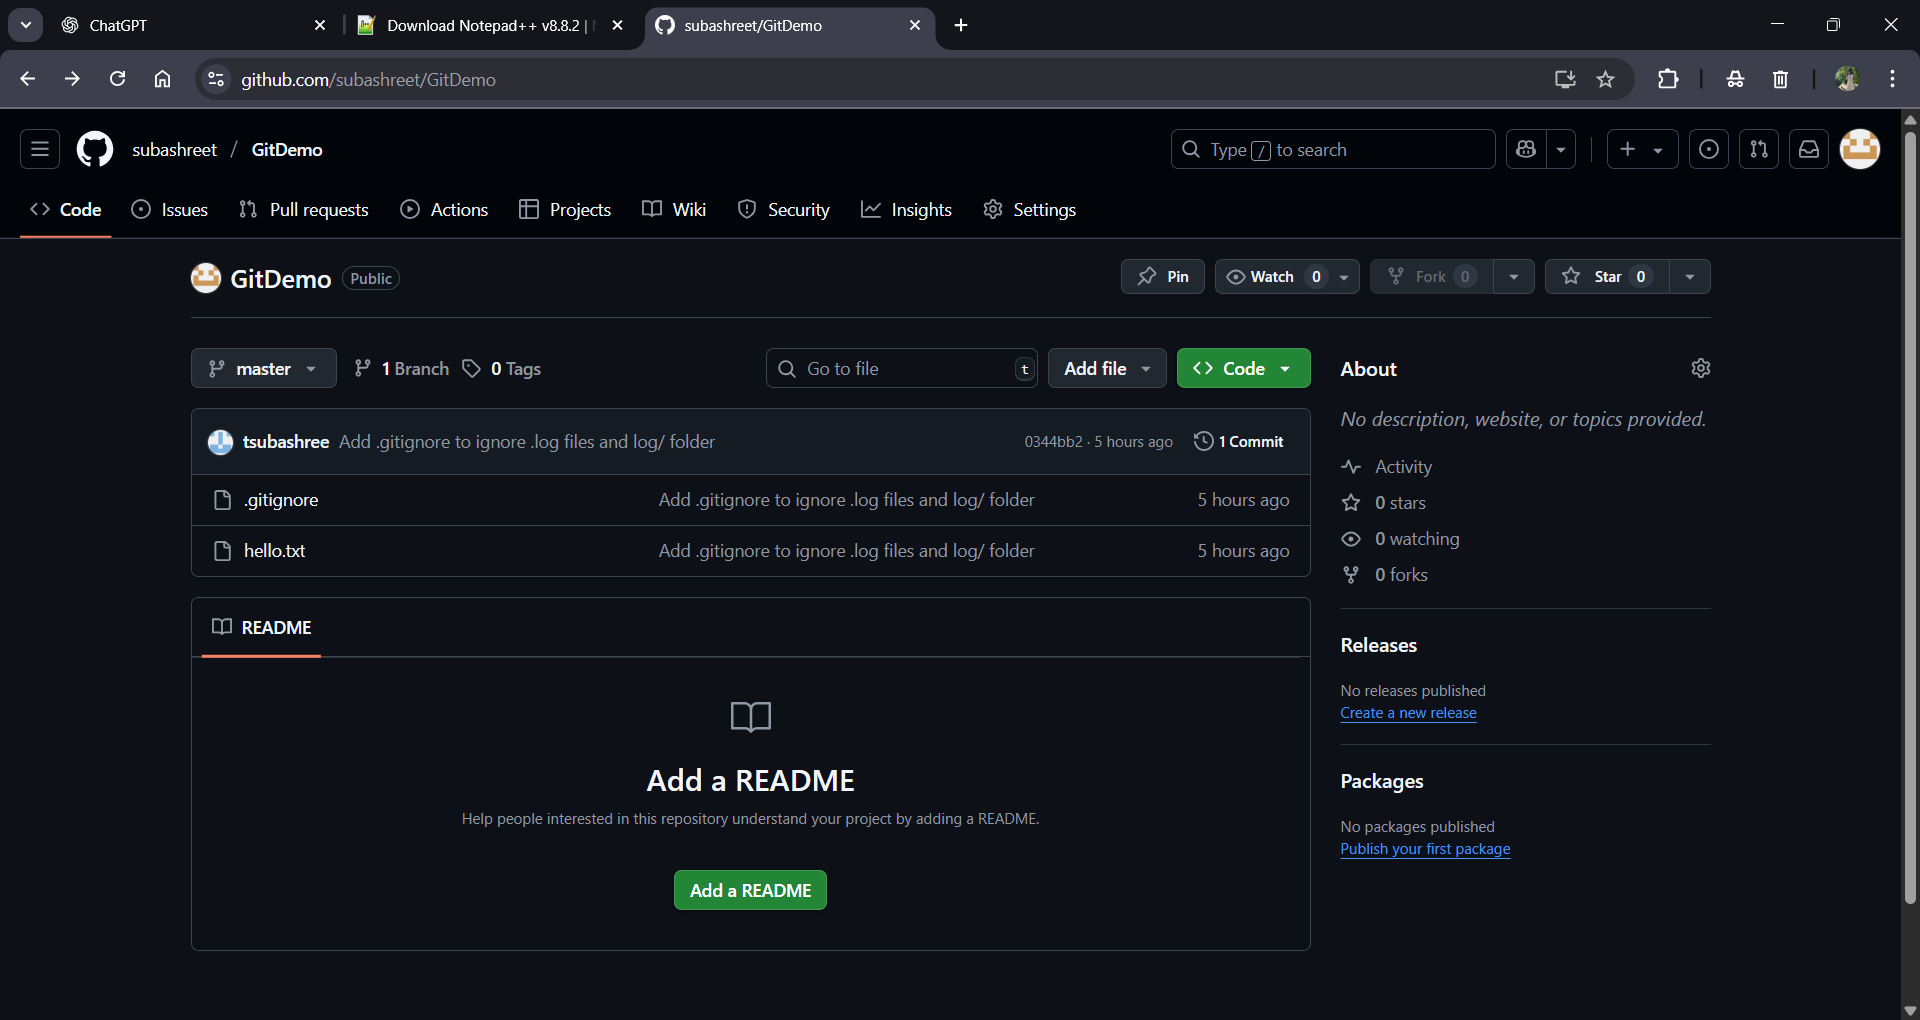 ChatGPT
Download Notepad++ v8.8.2 |
subashreet/GitDemo
github.com/subashreet/GitDemo
subashreet / GitDemo
Type / to search
Code Issues Pull requests Actions Projects Wiki Security Insights Settings
GitDemo Public
Pin
Watch 0
Fork 0
Star 0
master
1 Branch
0 Tags
Go to file t
Add file
Code
tsubashree Add .gitignore to ignore .log files and log/ folder 0344bb2 · 5 hours ago 1 Commit
.gitignore Add .gitignore to ignore .log files and log/ folder 5 hours ago
hello.txt Add .gitignore to ignore .log files and log/ folder 5 hours ago
README
Add a README
Help people interested in this repository understand your project by adding a README.
Add a README
About
No description, website, or topics provided.
Activity
0 stars
0 watching
0 forks
Releases
No releases published
Create a new release
Packages
No packages published
Publish your first package